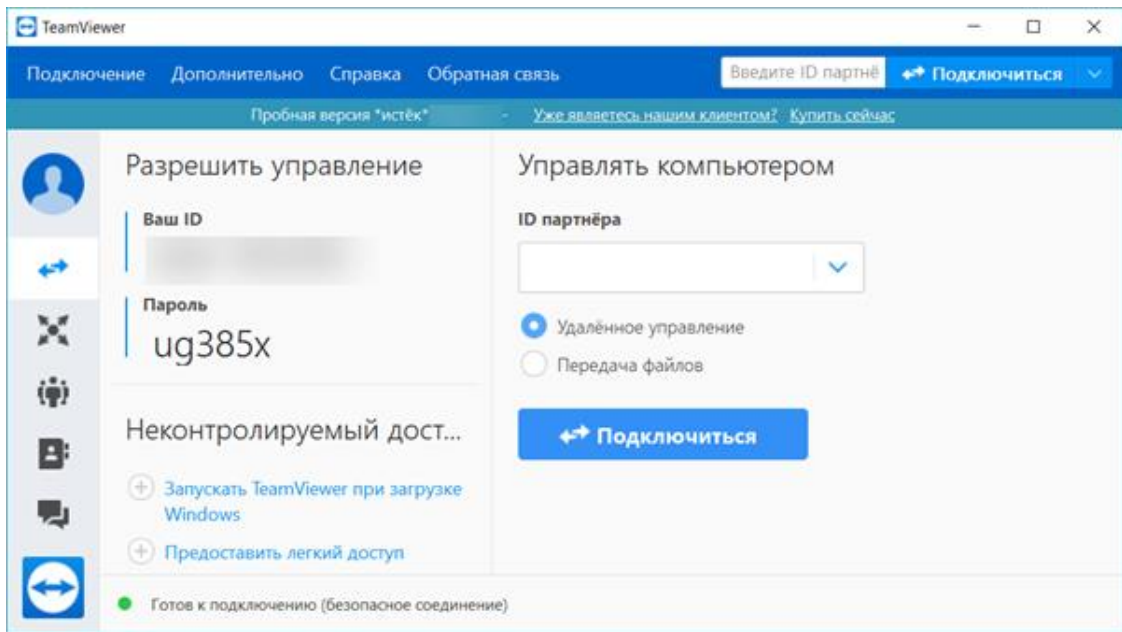 TeamViewer
Подключение Дополнительно Справка Обратная связь Введите ID партнё Подключиться
Пробная версия *истёк* - Уже являетесь нашим клиентом? Купить сейчас
Разрешить управление
Ваш ID
Пароль
ug385x
Неконтролируемый дост...
Запускать TeamViewer при загрузке
Windows
Предоставить легкий доступ
Управлять компьютером
ID партнёра
Удалённое управление
Передача файлов
Подключиться
Готов к подключению (безопасное соединение)